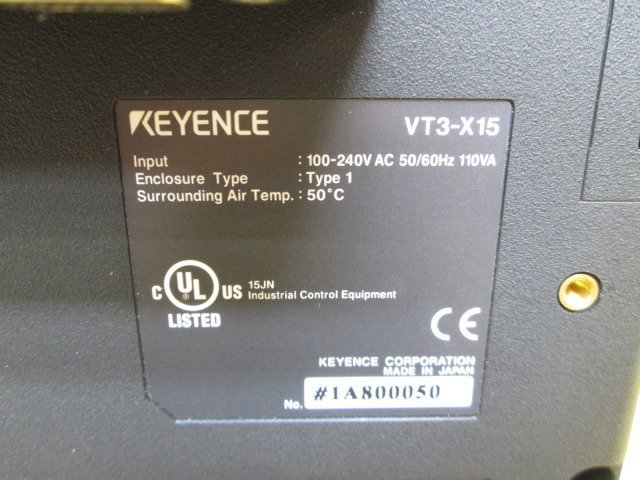 KEYENCE VT3-X15
Input : 100-240V AC 50/60Hz 110VA
Enclosure Type : Type 1
Surrounding Air Temp. : 50°C
C UL US
LISTED
15JN
Industrial Control Equipment
CE
KEYENCE CORPORATION
MADE IN JAPAN
No. #1A800050